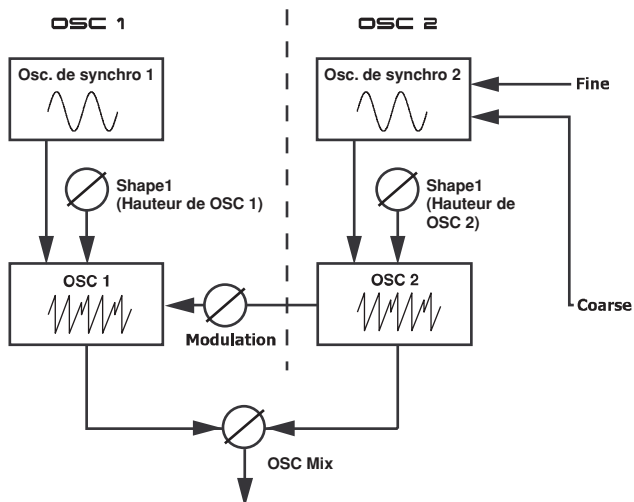 OSC 1
OSC 2
Osc. de synchro 1
Osc. de synchro 2
Fine
Shape1
(Hauteur de OSC 1)
Shape1
(Hauteur de
OSC 2)
OSC 1
OSC 2
Coarse
Modulation
OSC Mix